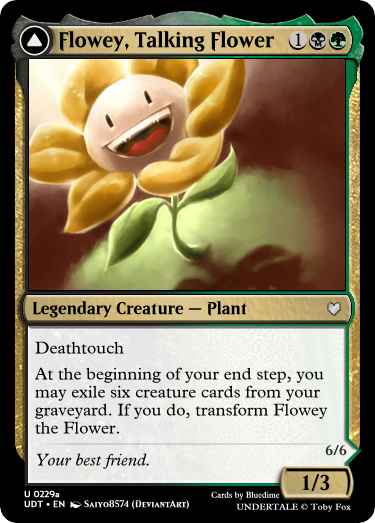 Flowey, Talking Flower 1
Legendary Creature — Plant
Deathtouch
At the beginning of your end step, you
may exile six creature cards from your
graveyard. If you do, transform Flowey
the Flower.
6/6
Your best friend.
1/3
U 0229a
UDT • EN Saiyo8574 (DeviantArt)
Cards by Bluedime
UNDERTALE © Toby Fox